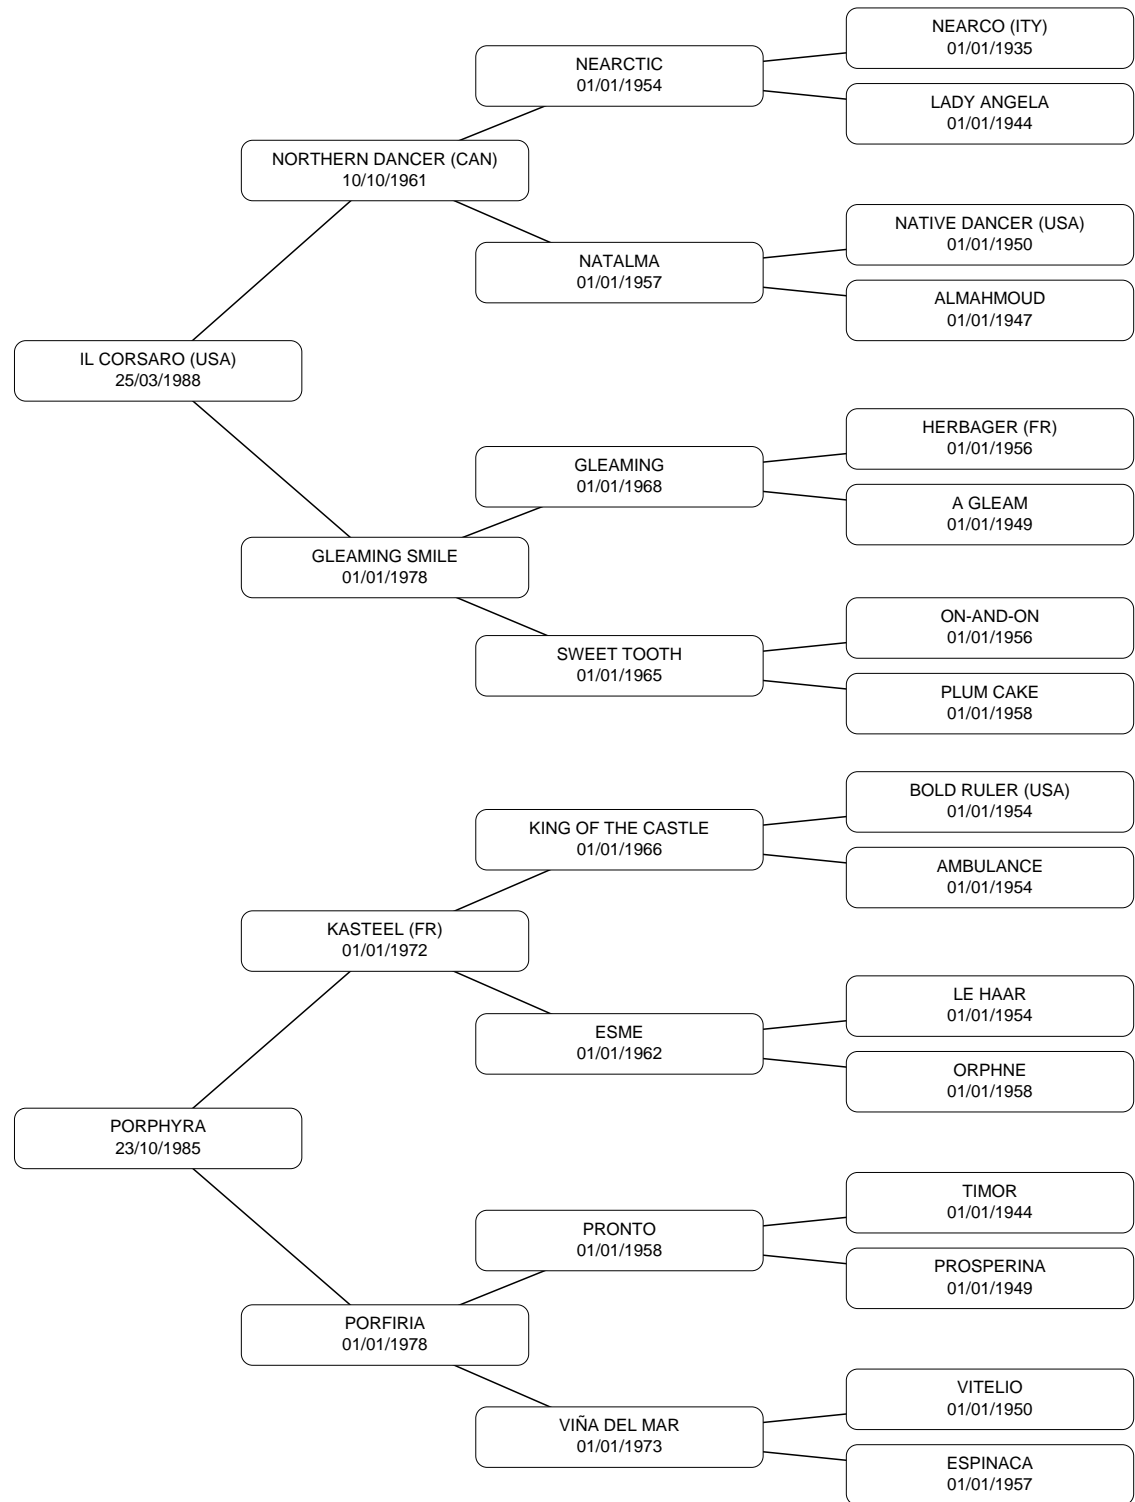 NEARCO (ITY)
01/01/1935
NEARCTIC
01/01/1954
LADY ANGELA
01/01/1944
NORTHERN DANCER (CAN)
10/10/1961
NATIVE DANCER (USA)
01/01/1950
NATALMA
01/01/1957
ALMAHMOUD
01/01/1947
IL CORSARO (USA)
25/03/1988
HERBAGER (FR)
01/01/1956
GLEAMING
01/01/1968
A GLEAM
01/01/1949
GLEAMING SMILE
01/01/1978
ON-AND-ON
01/01/1956
SWEET TOOTH
01/01/1965
PLUM CAKE
01/01/1958
BOLD RULER (USA)
01/01/1954
KING OF THE CASTLE
01/01/1966
AMBULANCE
01/01/1954
KASTEEL (FR)
01/01/1972
LE HAAR
01/01/1954
ESME
01/01/1962
ORPHNE
01/01/1958
PORPHYRA
23/10/1985
TIMOR
01/01/1944
PRONTO
01/01/1958
PROSPERINA
01/01/1949
PORFIRIA
01/01/1978
VITELIO
01/01/1950
VIÑA DEL MAR
01/01/1973
ESPINACA
01/01/1957